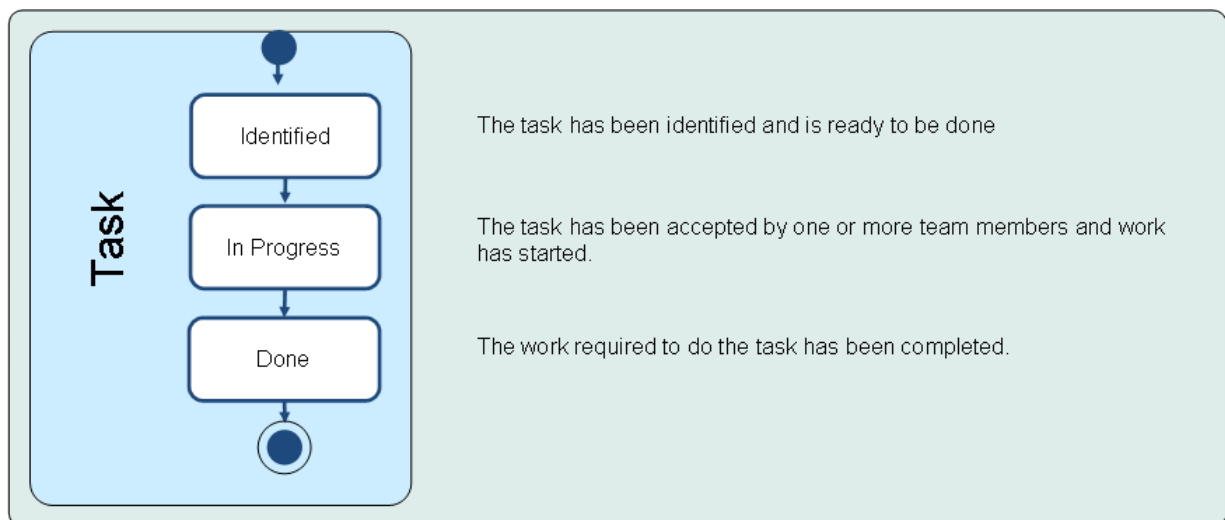 Task
Identified
The task has been identified and is ready to be done
In Progress
The task has been accepted by one or more team members and work
has started.
Done
The work required to do the task has been completed.